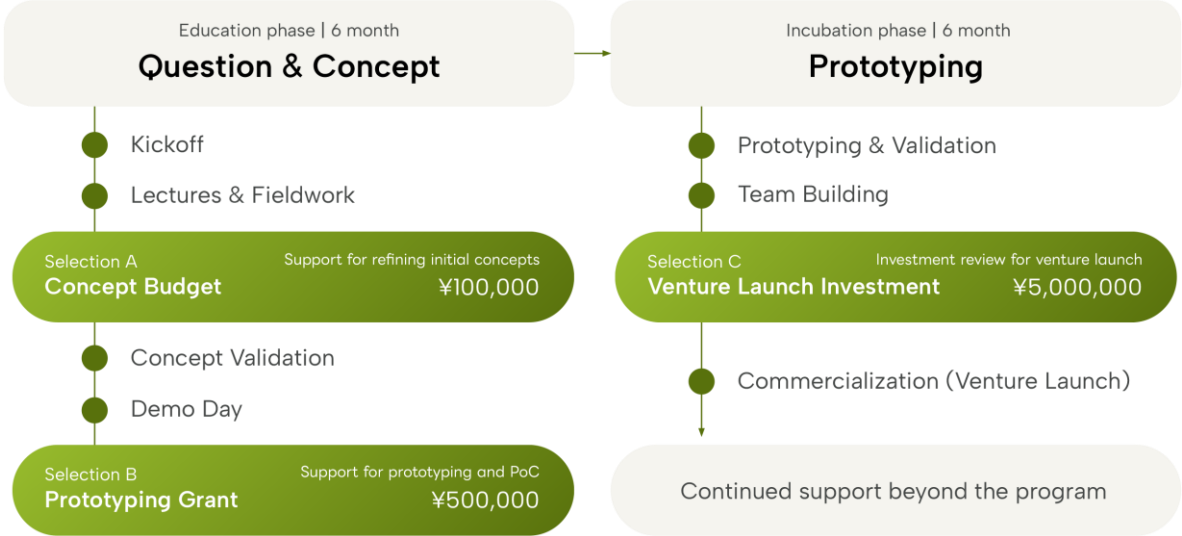 Education phase | 6 month
Question & Concept
Kickoff
Lectures & Fieldwork
Selection A
Support for refining initial concepts
Concept Budget
¥100,000
Concept Validation
Demo Day
Selection B
Support for prototyping and PoC
Prototyping Grant
¥500,000
Incubation phase | 6 month
Prototyping
Prototyping & Validation
Team Building
Selection C
Investment review for venture launch
Venture Launch Investment
¥5,000,000
Commercialization (Venture Launch)
Continued support beyond the program